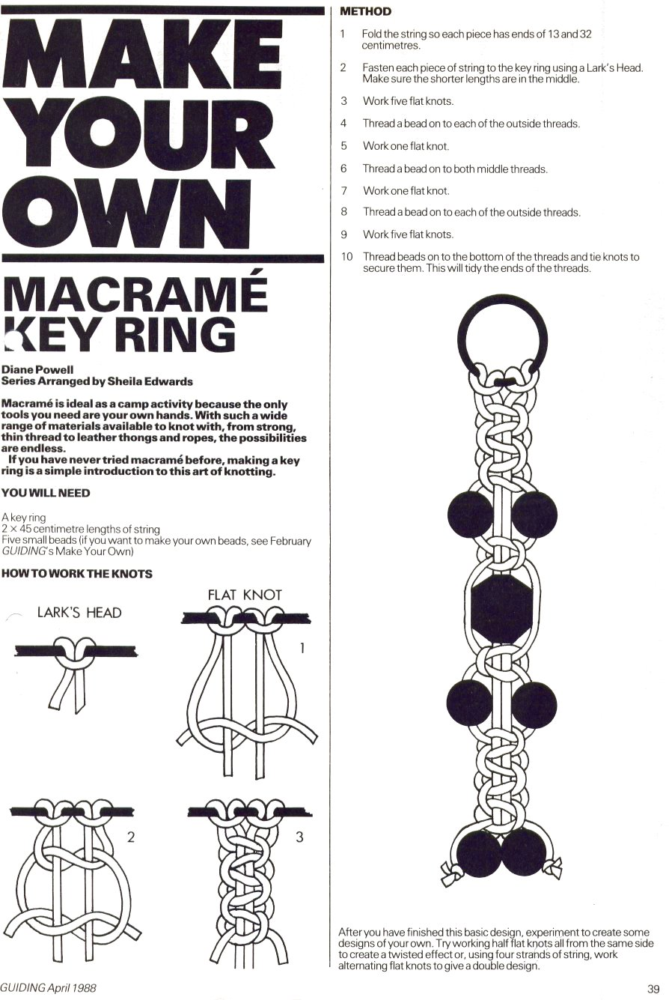 MAKE
YOUR
OWN
MACRAMÉ
KEY RING
Diane Powell
Series Arranged by Sheila Edwards
Macramé is ideal as a camp activity because the only
tools you need are your own hands. With such a wide
range of materials available to knot with, from strong,
thin thread to leather thongs and ropes, the possibilities
are endless.
If you have never tried macramé before, making a key
ring is a simple introduction to this art of knotting.
YOU WILL NEED
A key ring
2 × 45 centimetre lengths of string
Five small beads (if you want to make your own beads, see February
GUIDING's Make Your Own)
HOW TO WORK THE KNOTS
LARK'S HEAD
FLAT KNOT
1
2
3
METHOD
1 Fold the string so each piece has ends of 13 and 32
centimetres.
2 Fasten each piece of string to the key ring using a Lark's Head.
Make sure the shorter lengths are in the middle.
3 Work five flat knots.
4 Thread a bead on to each of the outside threads.
5 Work one flat knot.
6 Thread a bead on to both middle threads.
7 Work one flat knot.
8 Thread a bead on to each of the outside threads.
9 Work five flat knots.
10 Thread beads on to the bottom of the threads and tie knots to
secure them. This will tidy the ends of the threads.
After you have finished this basic design, experiment to create some
designs of your own. Try working half flat knots all from the same side
to create a twisted effect or, using four strands of string, work
alternating flat knots to give a double design.
GUIDING April 1988
39